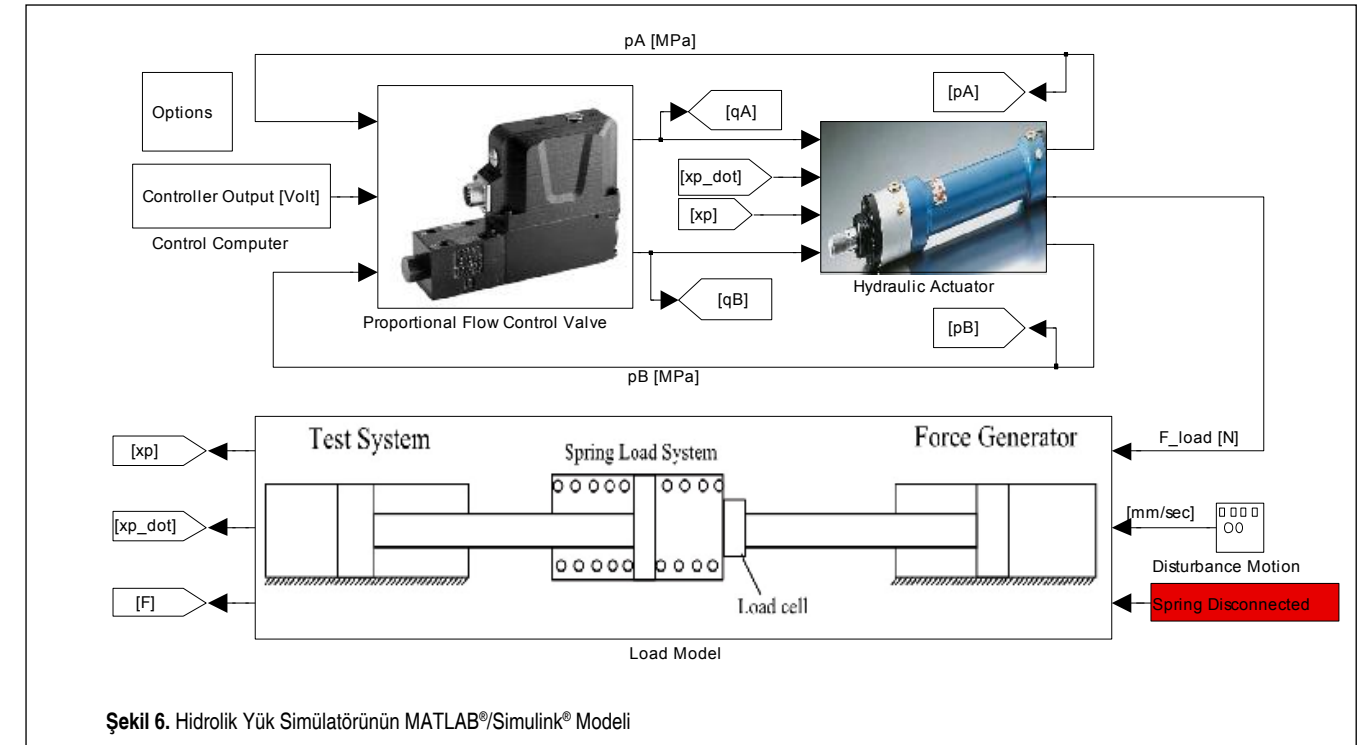 pA [MPa]
Options
[pA]
[qA]
Controller Output [Volt]
Control Computer
[xp_dot]
[xp]
Hydraulic Actuator
[qB]
Proportional Flow Control Valve
[pB]
pB [MPa]
Test System
Spring Load System
Force Generator
F_load [N]
[xp]
[mm/sec]
[xp_dot]
Disturbance Motion
[F]
Load cell
Spring Disconnected
Load Model
Şekil 6. Hidrolik Yük Simülatörünün MATLAB®/Simulink® Modeli